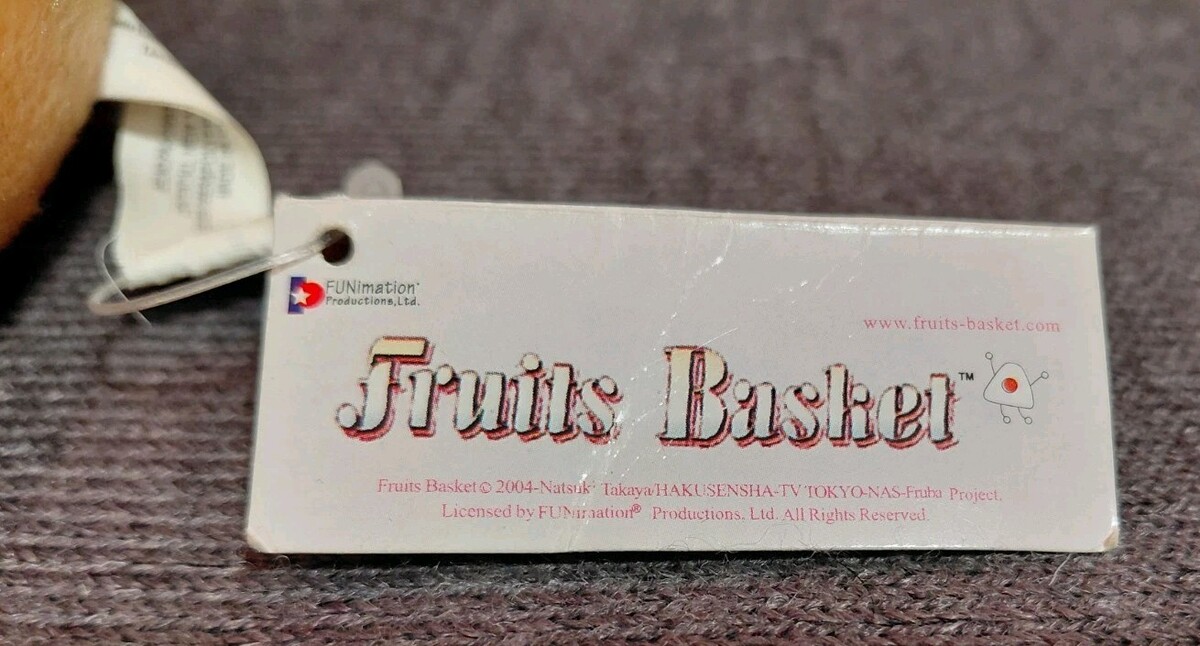 FUNimation
Productions, Ltd.
www.fruits-basket.com
Fruits Basket™
Fruits Basket© 2004-Natsuk Takaya/HAKUSENSHA-TV TOKYO-NAS-Fruba Project.
Licensed by FUNimation® Productions, Ltd. All Rights Reserved.